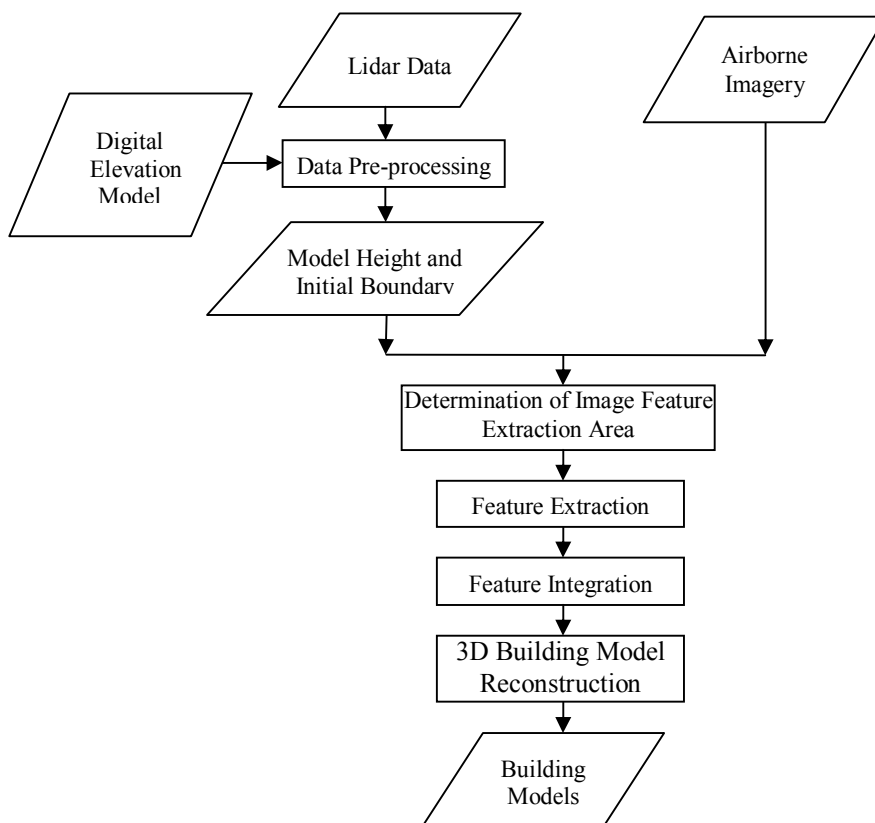 Lidar Data
Airborne
Imagery
Digital
Elevation
Model
Data Pre-processing
Model Height and
Initial Boundary
Determination of Image Feature
Extraction Area
Feature Extraction
Feature Integration
3D Building Model
Reconstruction
Building
Models